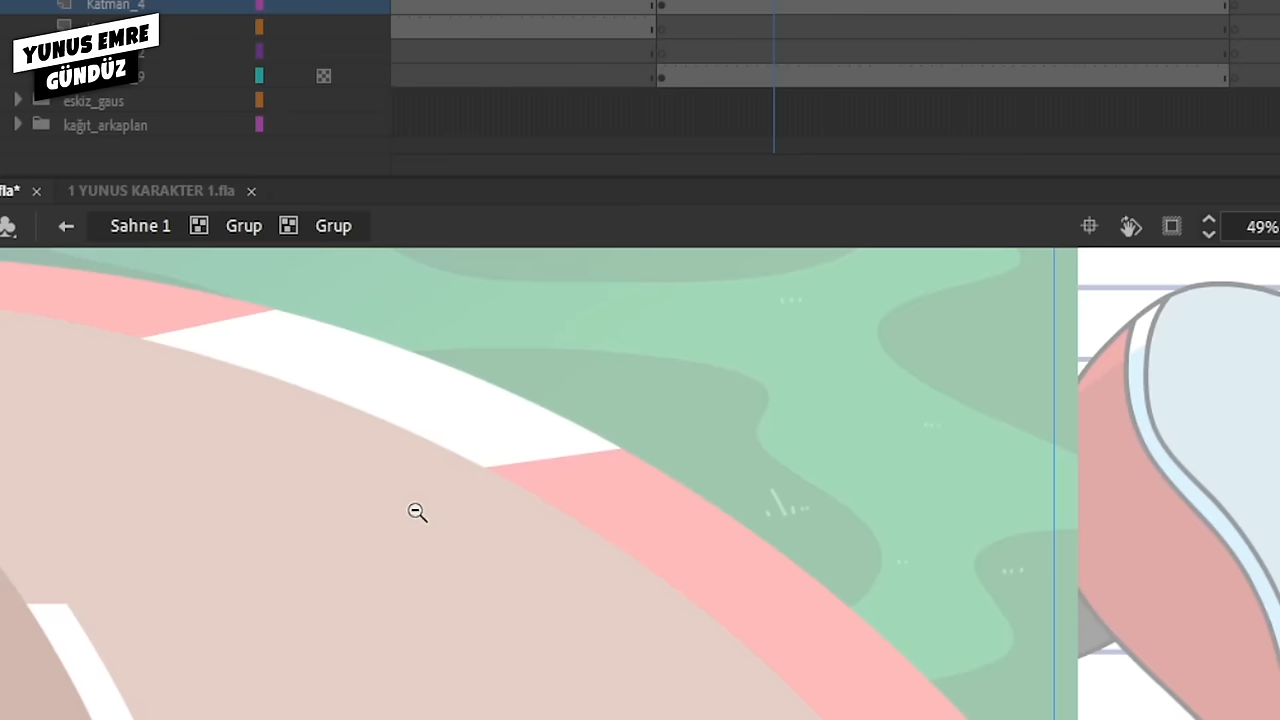 Katman_4
YUNUS EMRE
GÜNDÜZ
eskiz_gaus
kağıt_arkaplan
fla* × 1 YUNUS KARAKTER 1.fla ×
Sahne 1 Grup Grup 49%